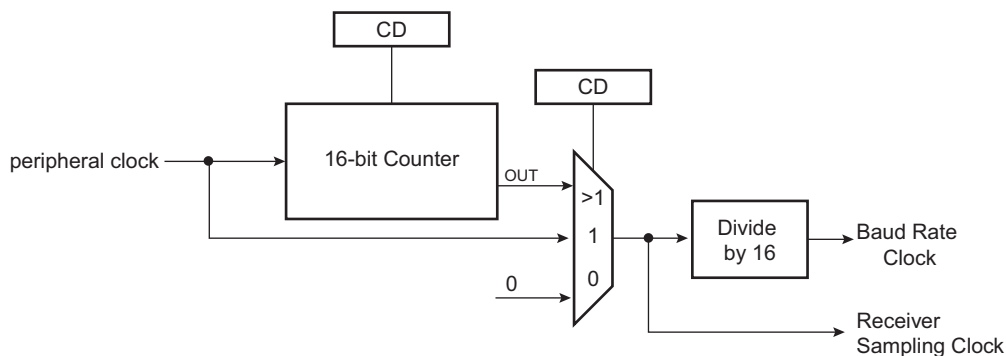 CD
CD
peripheral clock
16-bit Counter
OUT
>1
1
0
0
Divide
by 16
Baud Rate
Clock
Receiver
Sampling Clock